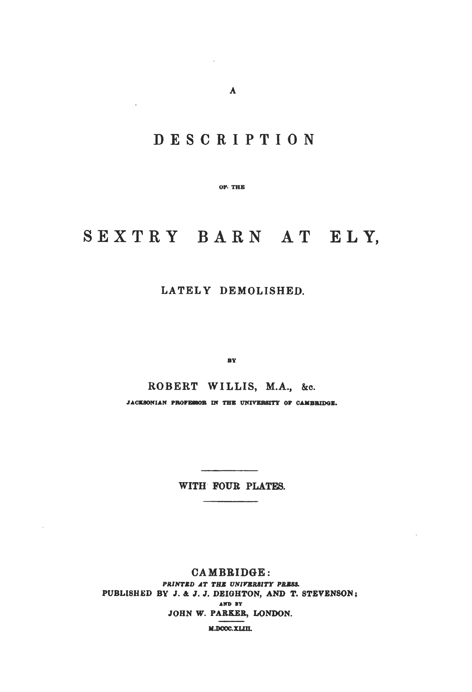 A
DESCRIPTION
OF THE
SEXTRY BARN AT ELY,
LATELY DEMOLISHED.
BY
ROBERT WILLIS, M.A., &c.
JACKSONIAN PROFESSOR IN THE UNIVERSITY OF CAMBRIDGE.
WITH FOUR PLATES.
CAMBRIDGE:
PRINTED AT THE UNIVERSITY PRESS.
PUBLISHED BY J. & J. J. DEIGHTON, AND T. STEVENSON;
AND BY
JOHN W. PARKER, LONDON.
M.DCCC.XLIII.